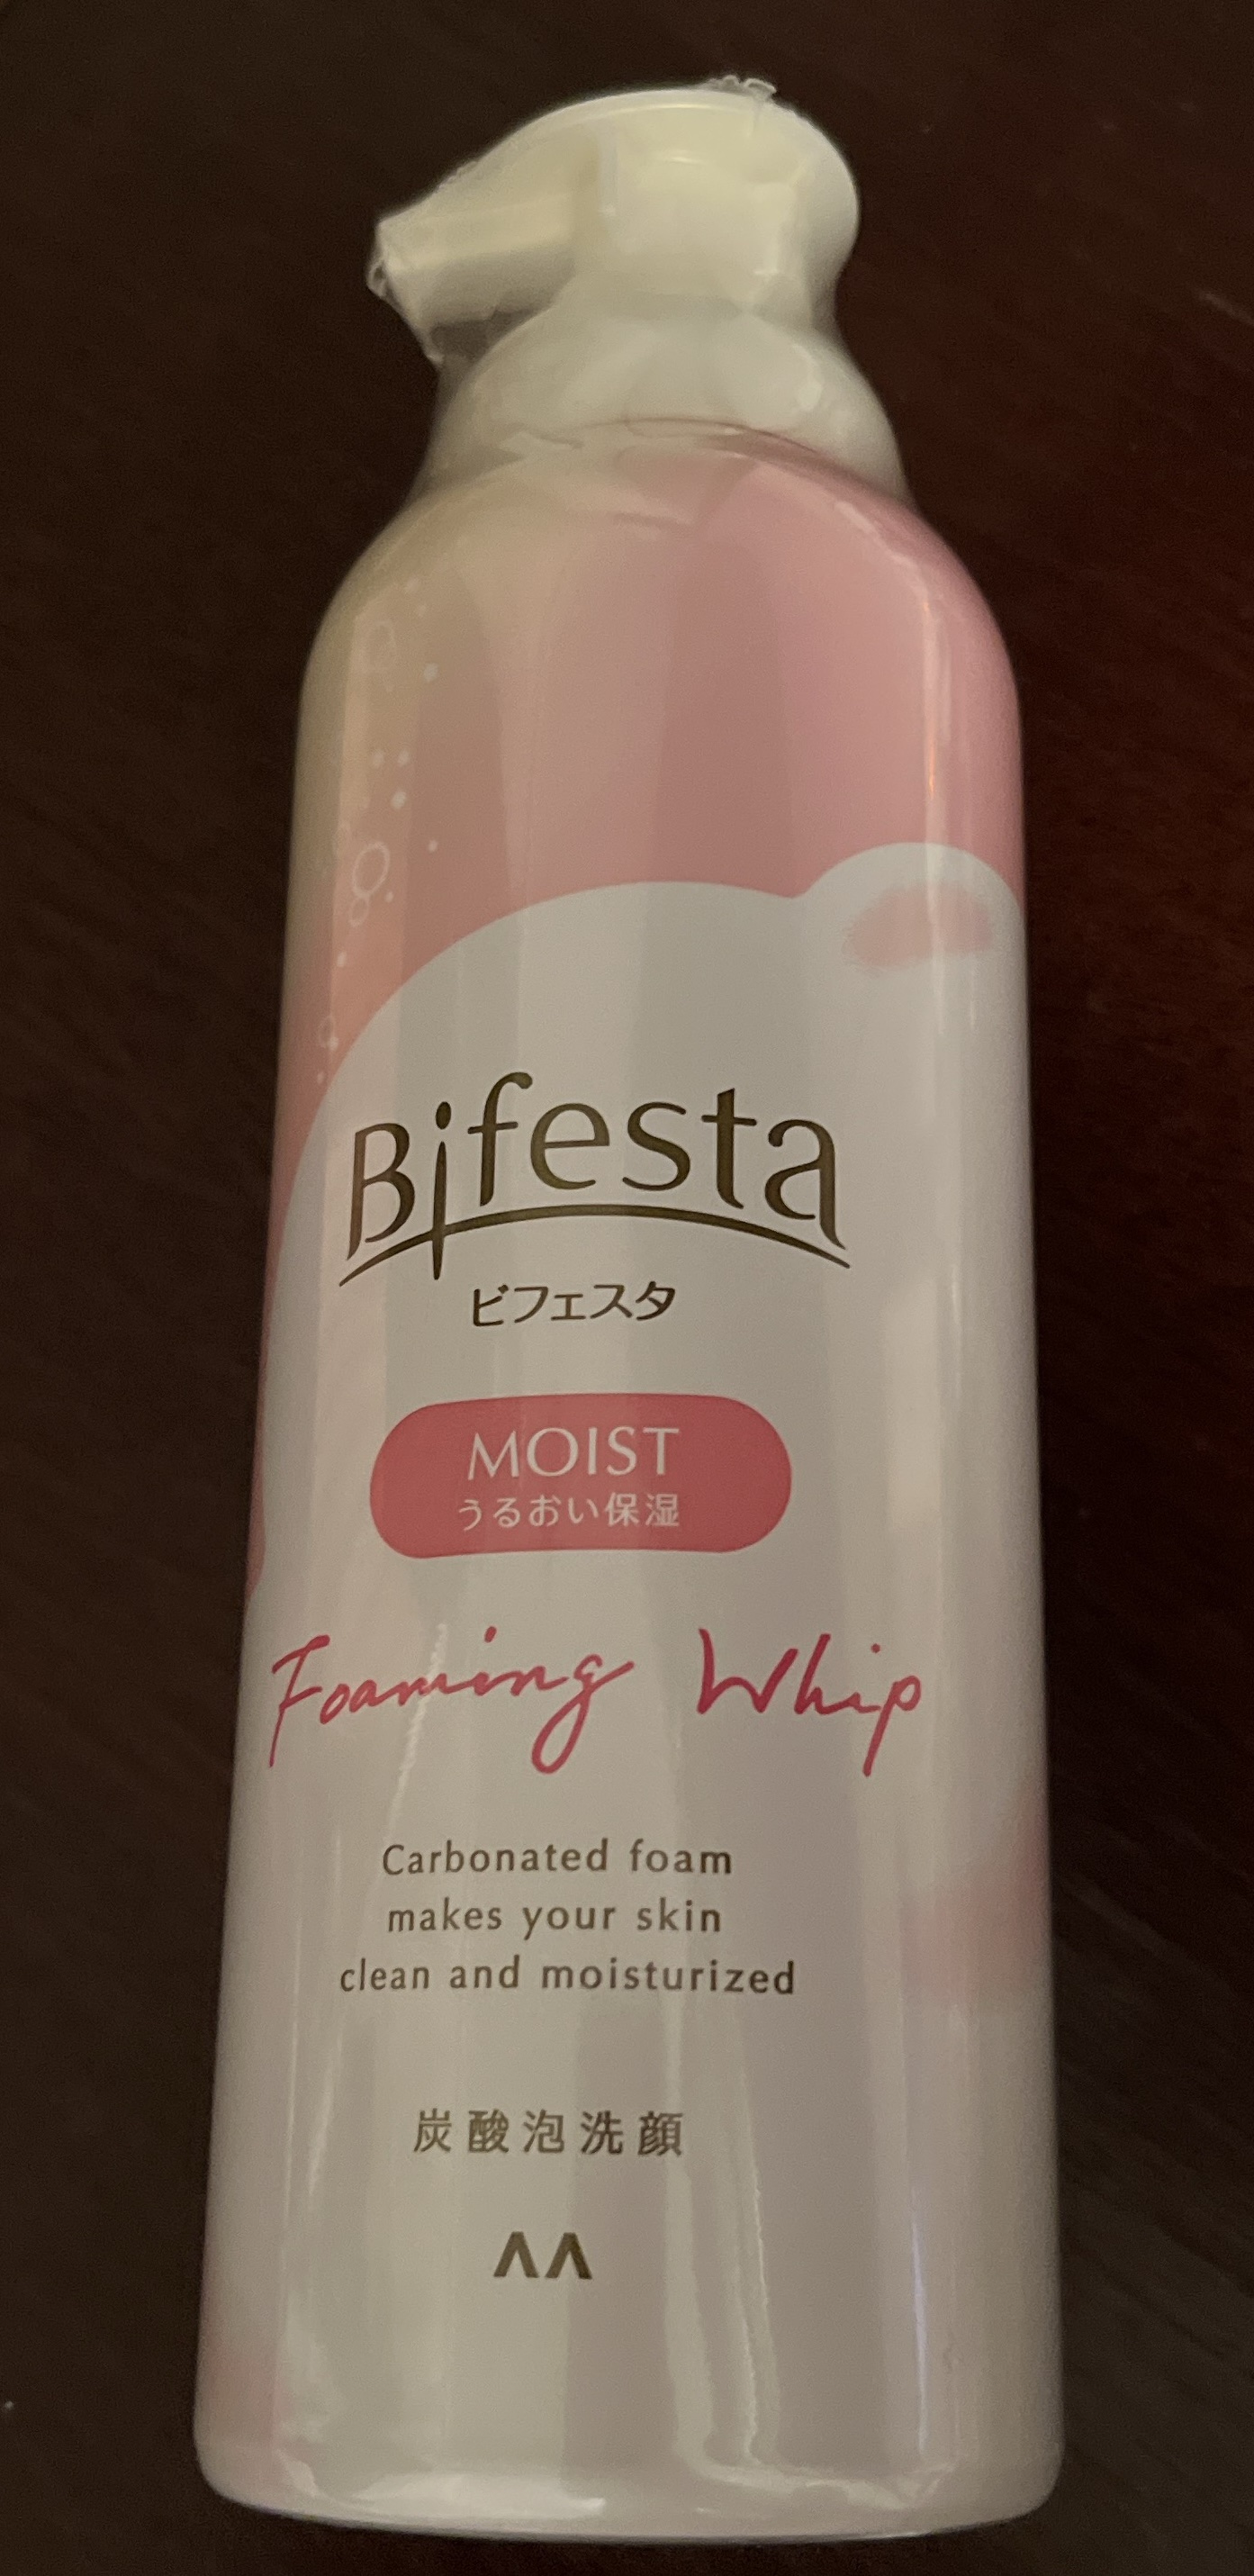 Bifesta
ビフェスタ
MOIST
うるおい保湿
Foaming Whip
Carbonated foam
makes your skin
clean and moisturized
炭酸泡洗顔